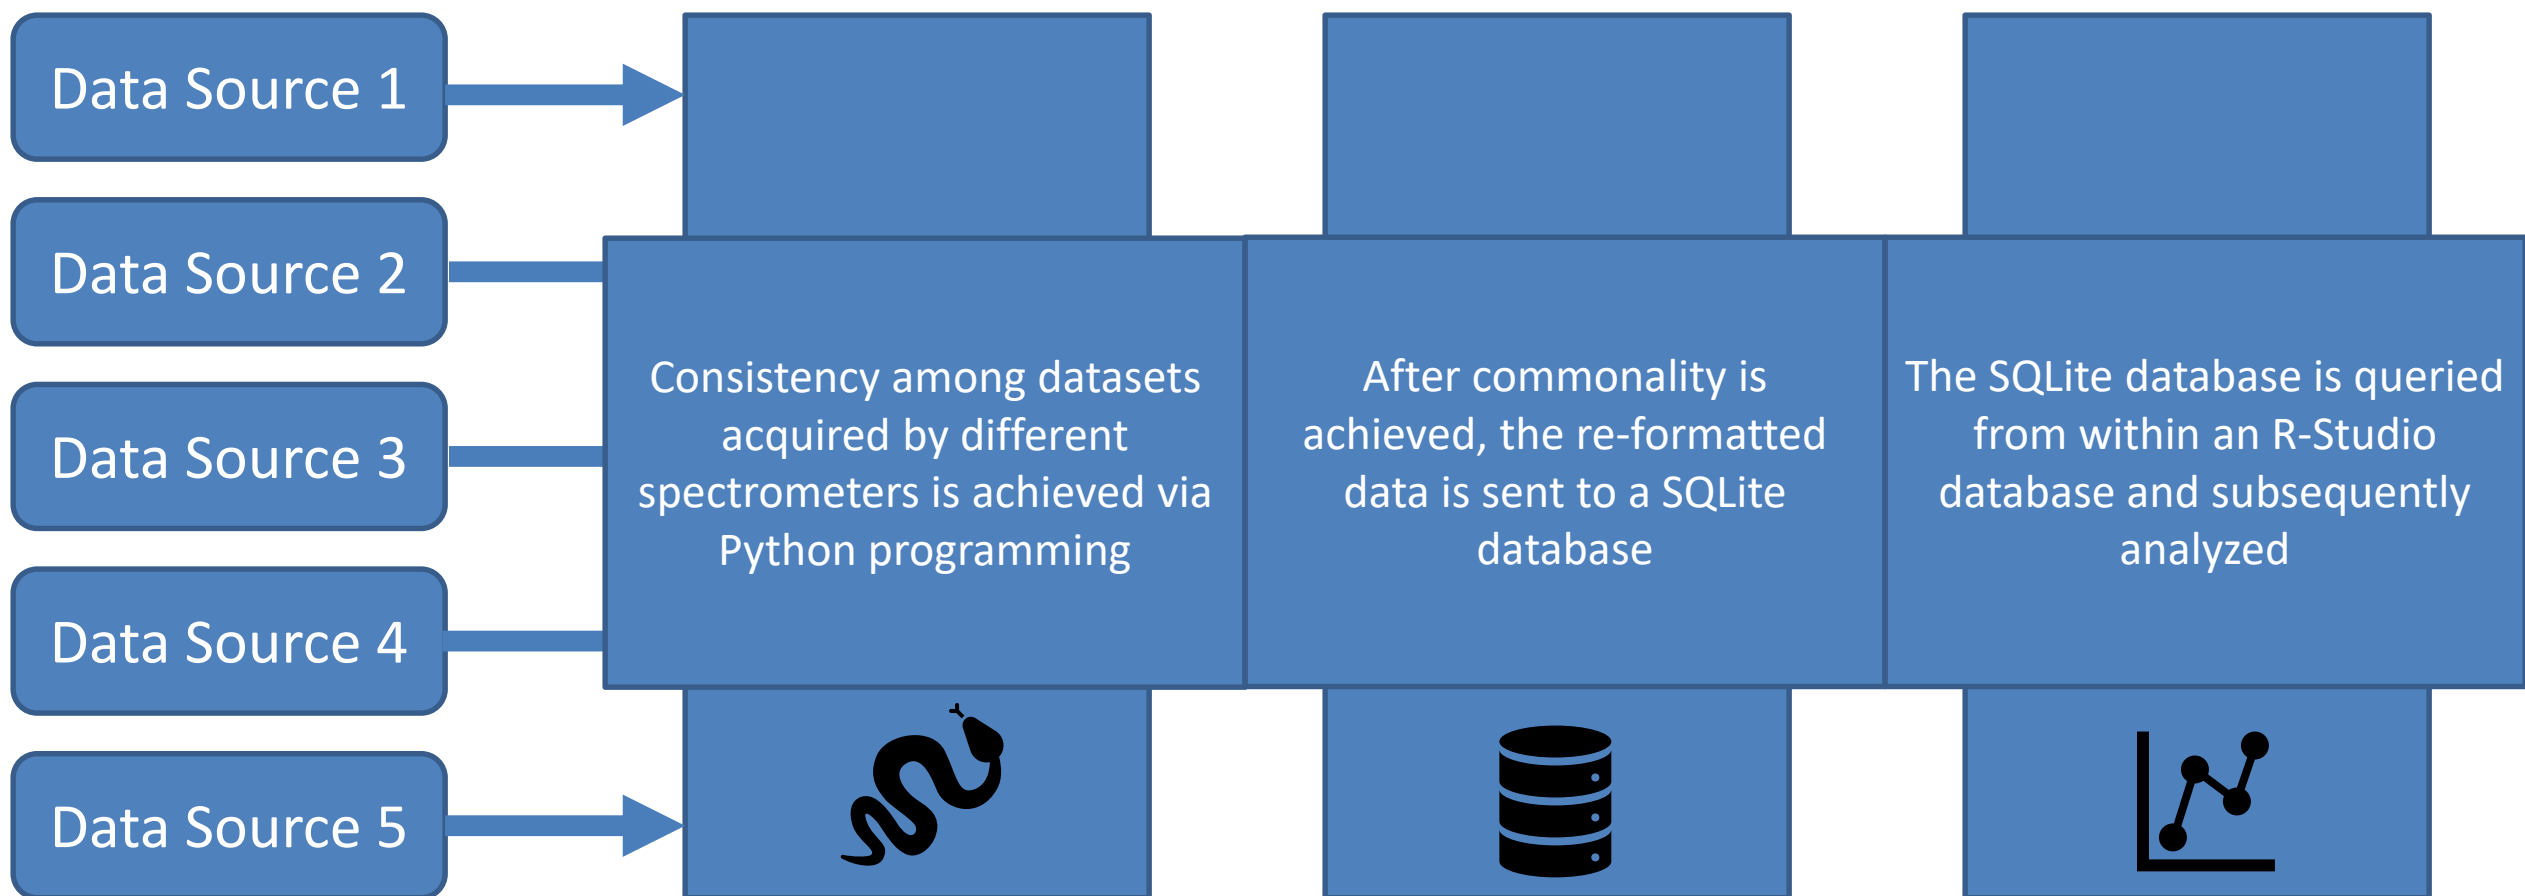 Data Source 1
Data Source 2
Data Source 3
Data Source 4
Data Source 5
Consistency among datasets
acquired by different
spectrometers is achieved via
Python programming
After commonality is
achieved, the re-formatted
data is sent to a SQLite
database
The SQLite database is queried
from within an R-Studio
database and subsequently
analyzed